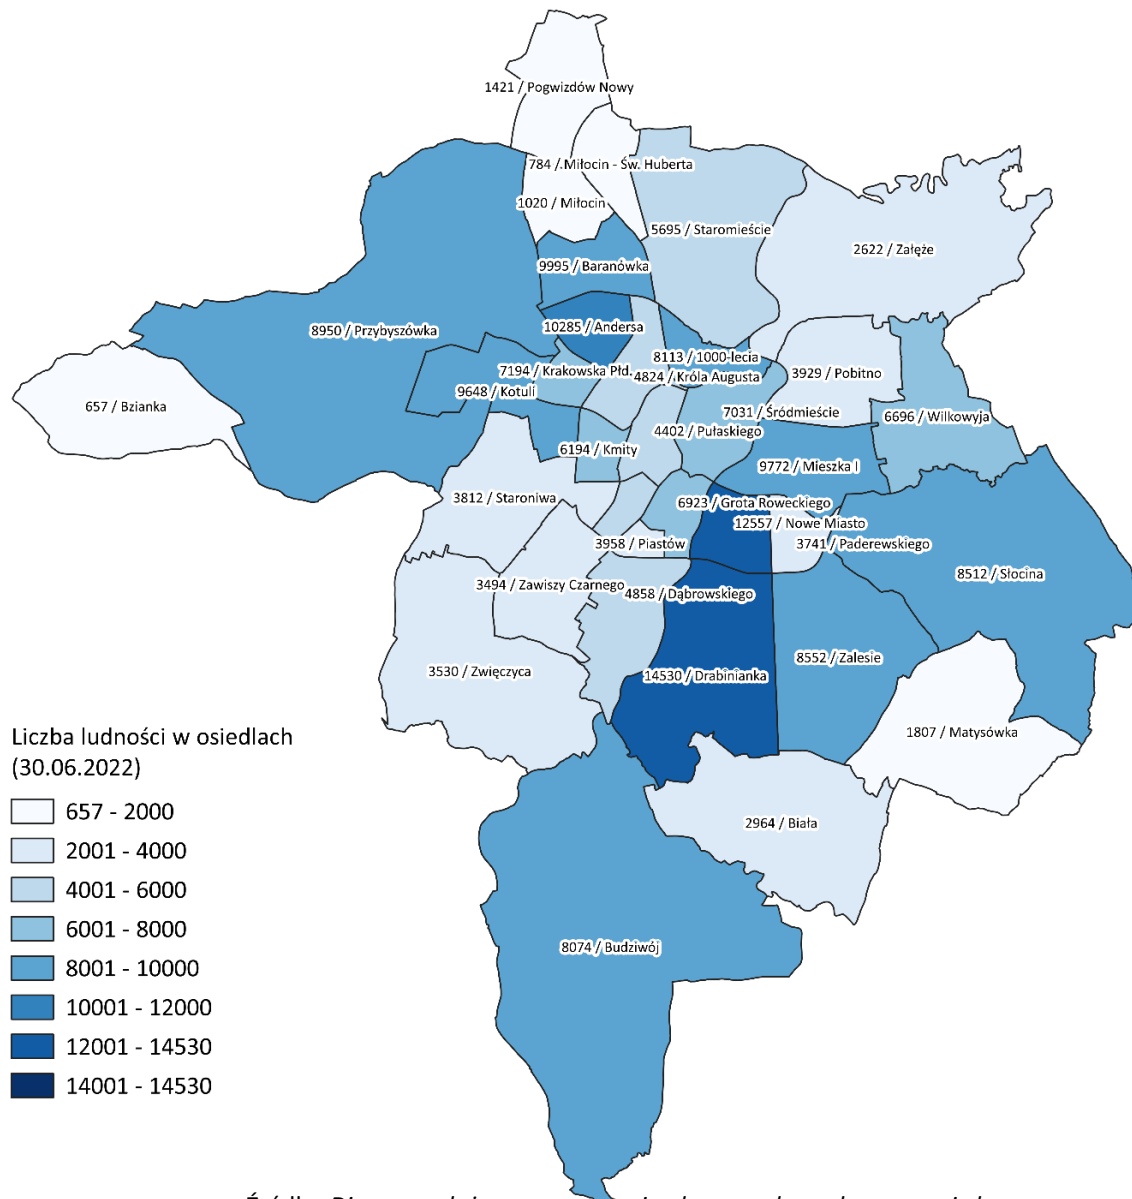 1421 / Pogwizdów Nowy
784 / Miłocin - Św. Huberta
1020 / Miłocin
5695 / Staromieście
2622 / Załęże
9995 / Baranówka
8950 / Przybyszówka
10285 / Andersa
8113 / 1000-lecia
7194 / Krakowska Płd.
4824 / Króla Augusta
3929 / Pobitno
9648 / Kotuli
657 / Bzianka
7031 / Śródmieście
6696 / Wilkowyja
4402 / Pułaskiego
6194 / Kmity
9772 / Mieszka I
3812 / Staroniwa
6923 / Grota Roweckiego
12557 / Nowe Miasto
3958 / Piastów
3741 / Paderewskiego
8512 / Słocina
3494 / Zawiszy Czarnego
4858 / Dąbrowskiego
8552 / Zalesie
3530 / Zwięczyca
14530 / Drabinianka
1807 / Matysówka
2964 / Biała
8074 / Budziwój
Liczba ludności w osiedlach
(30.06.2022)
657 - 2000
2001 - 4000
4001 - 6000
6001 - 8000
8001 - 10000
10001 - 12000
12001 - 14530
14001 - 14530